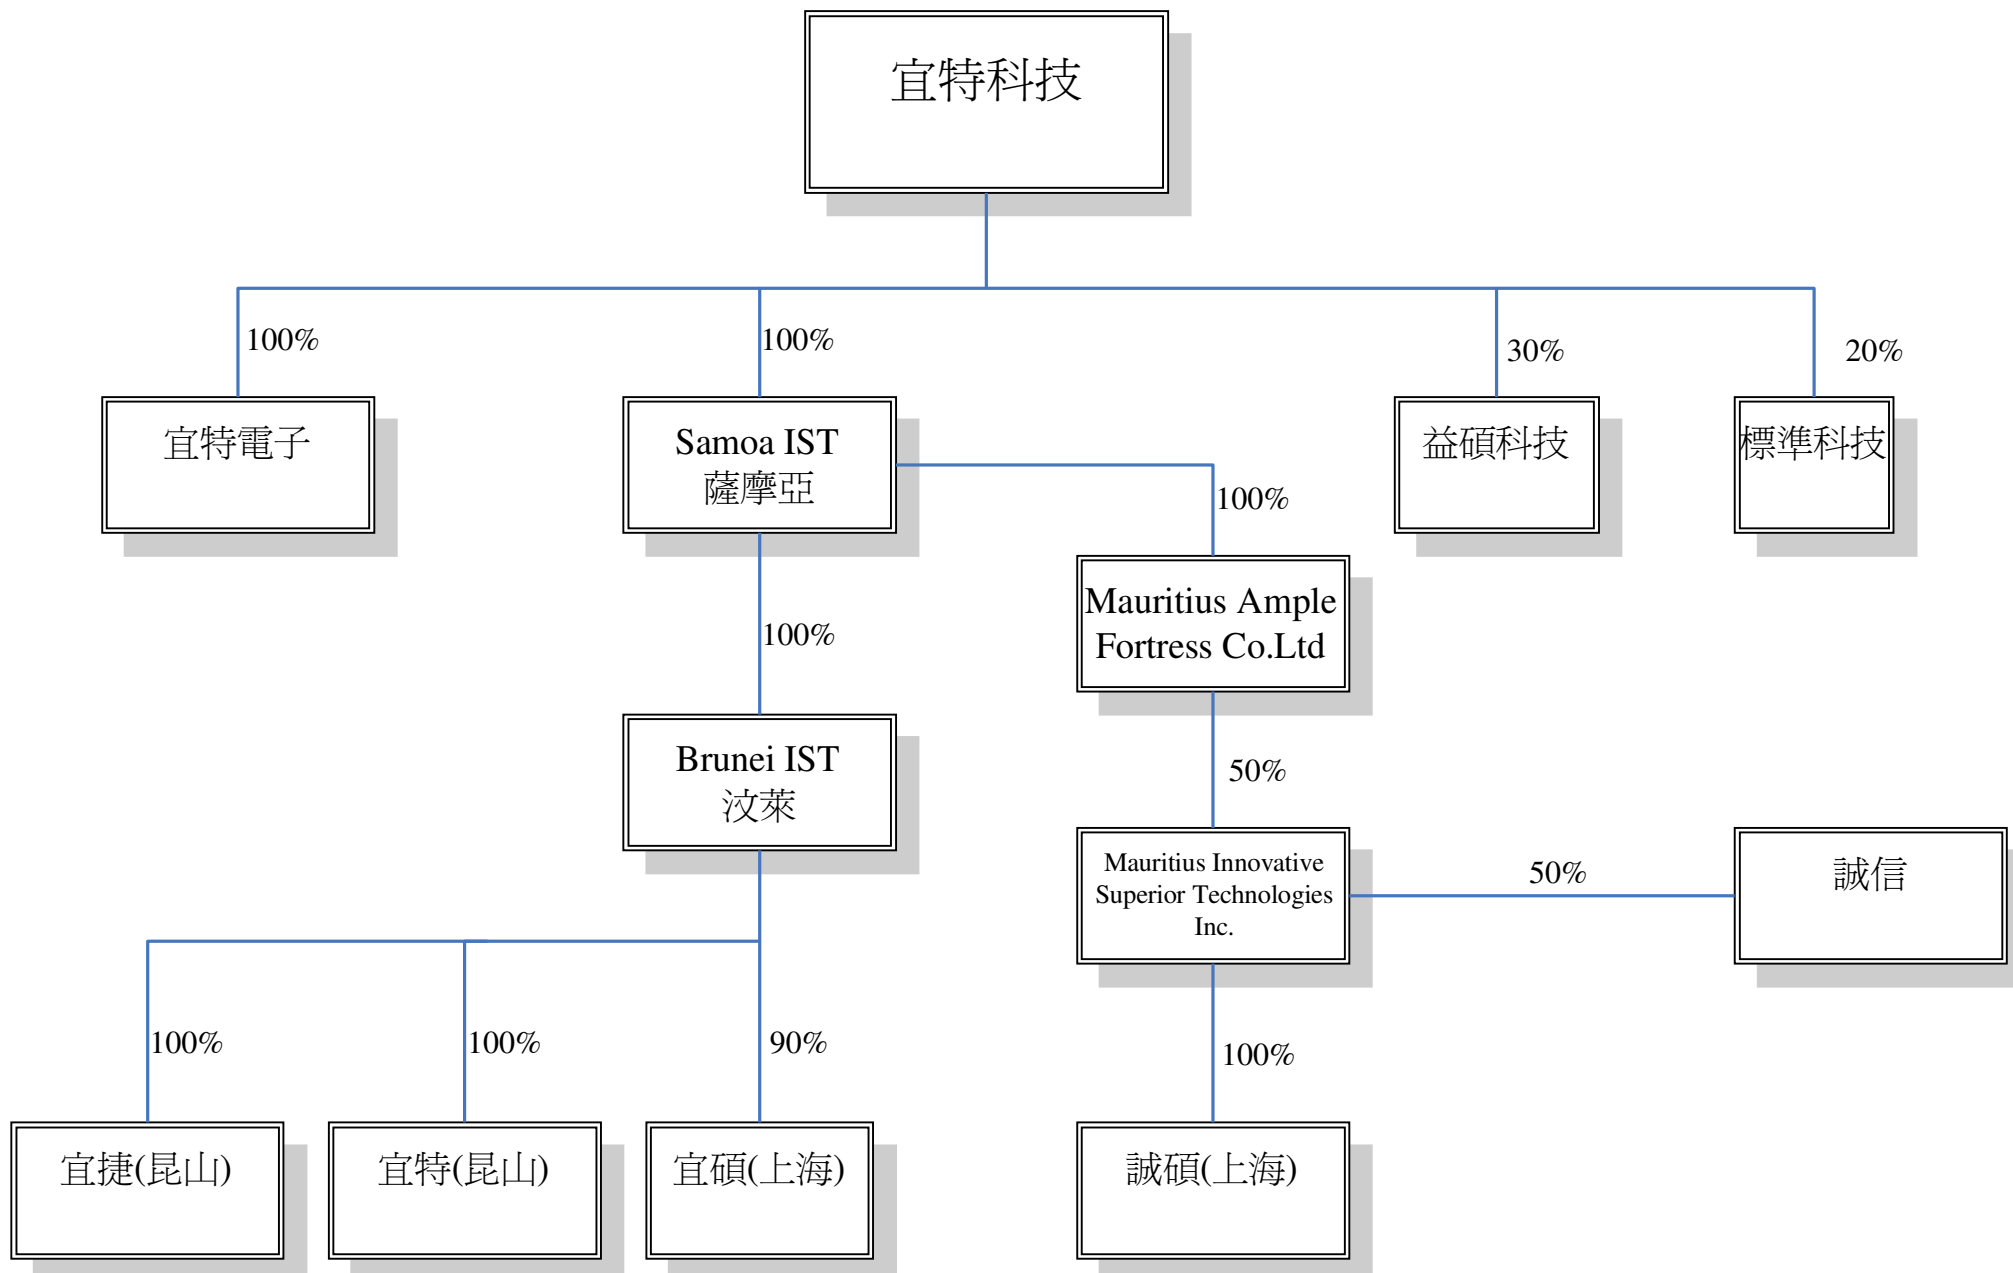 宜特科技
100%
100%
30%
20%
宜特電子
Samoa IST
薩摩亞
益碩科技
標準科技
100%
Mauritius Ample
Fortress Co.Ltd
100%
Brunei IST
汶萊
50%
Mauritius Innovative
Superior Technologies
Inc.
50%
誠信
100%
100%
90%
100%
宜捷(昆山)
宜特(昆山)
宜碩(上海)
誠碩(上海)